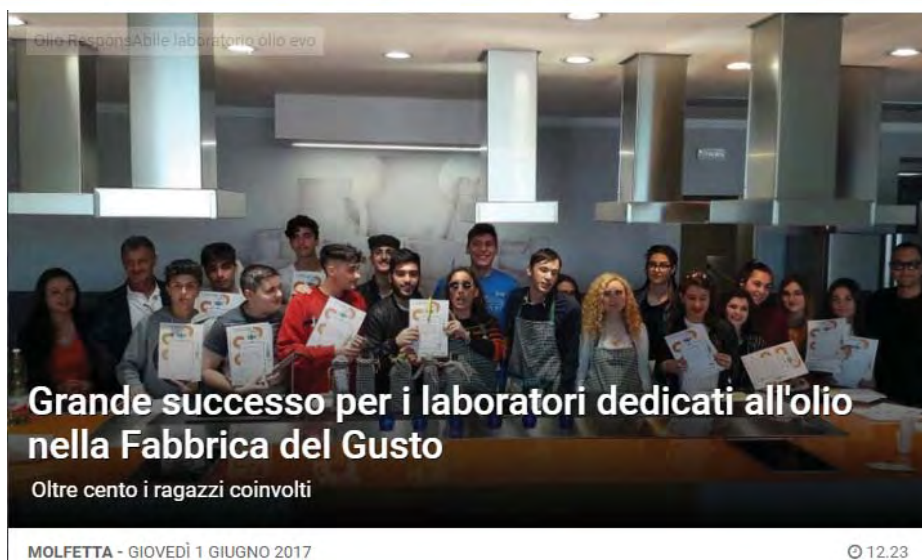 Olio ResponsAbile laboratorio olio evo
Grande successo per i laboratori dedicati all'olio
nella Fabbrica del Gusto
Oltre cento i ragazzi coinvolti
MOLFETTA - GIOVEDÌ 1 GIUGNO 2017
12.23